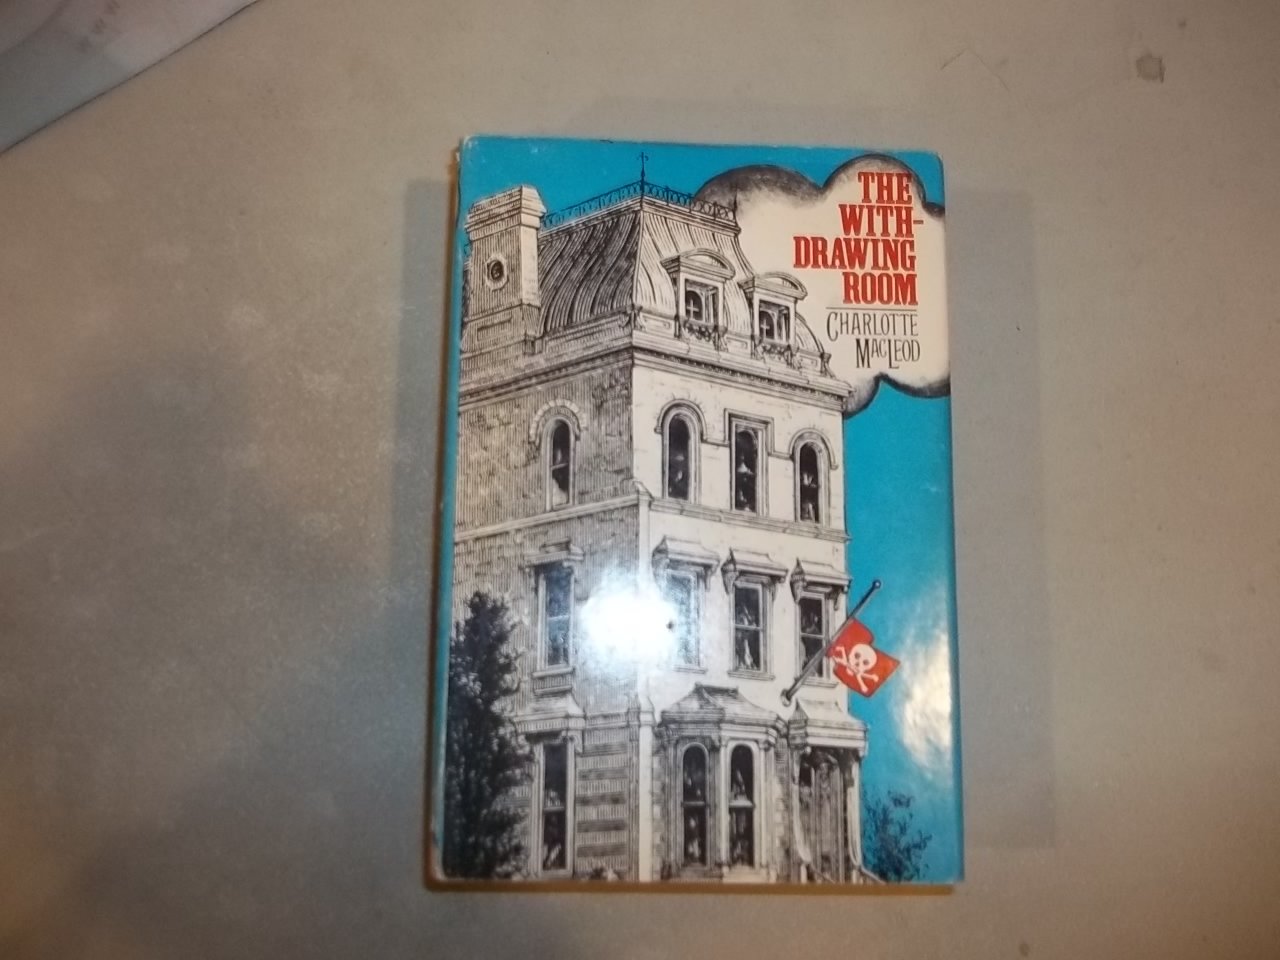 THE
WITH-
DRAWING
ROOM
CHARLOTTE
MACLEOD